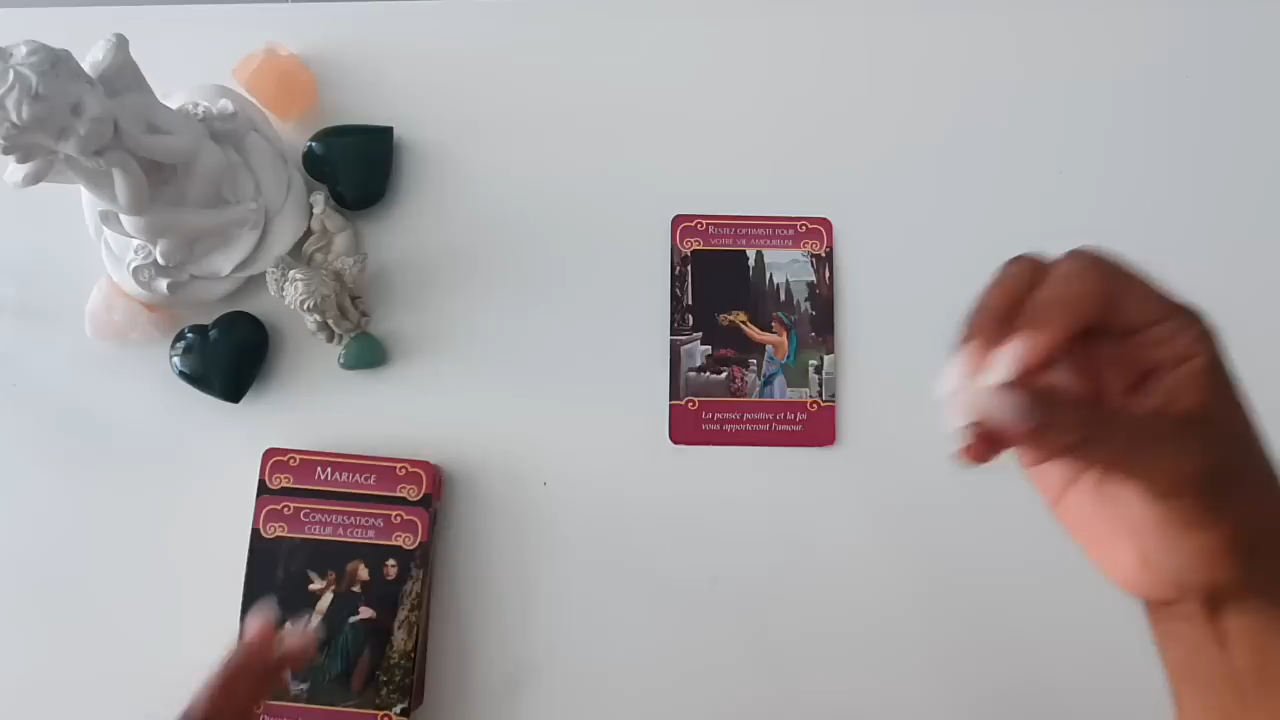 RESTEZ OPTIMISTE POUR
VOTRE VIE AMOUREUSE
La pensée positive et la foi
vous apporteront l'amour.
MARIAGE
CONVERSATIONS
CŒUR À CŒUR